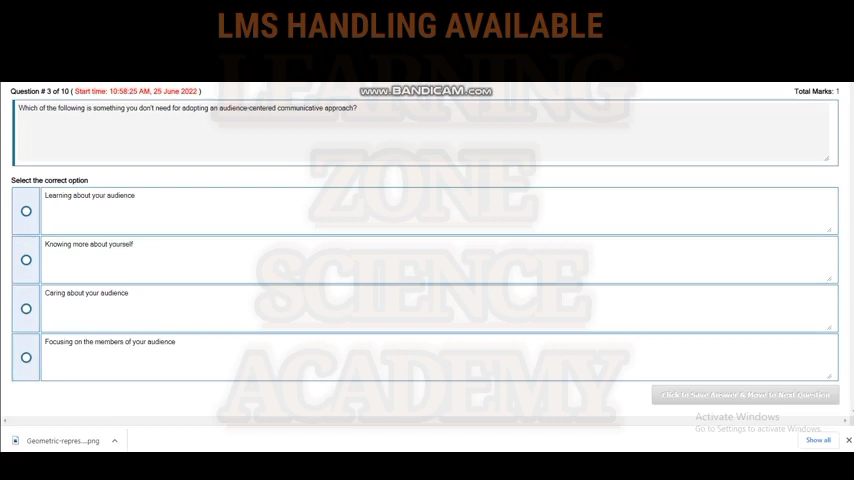 LMS HANDLING AVAILABLE
LEARNING
Question # 3 of 10 ( Start time: 10:58:25 AM, 25 June 2022 )
www.BANDICAM.com
Total Marks: 1
Which of the following is something you don't need for adopting an audience-centered communicative approach?
ZONE
Select the correct option
Learning about your audience
Knowing more about yourself
SCIENCE
Caring about your audience
Focusing on the members of your audience
ACADEMY
Click to Save Answer & Move to Next Question
Activate Windows
Go to Settings to activate Windows.
Geometric-repres....png
Show all